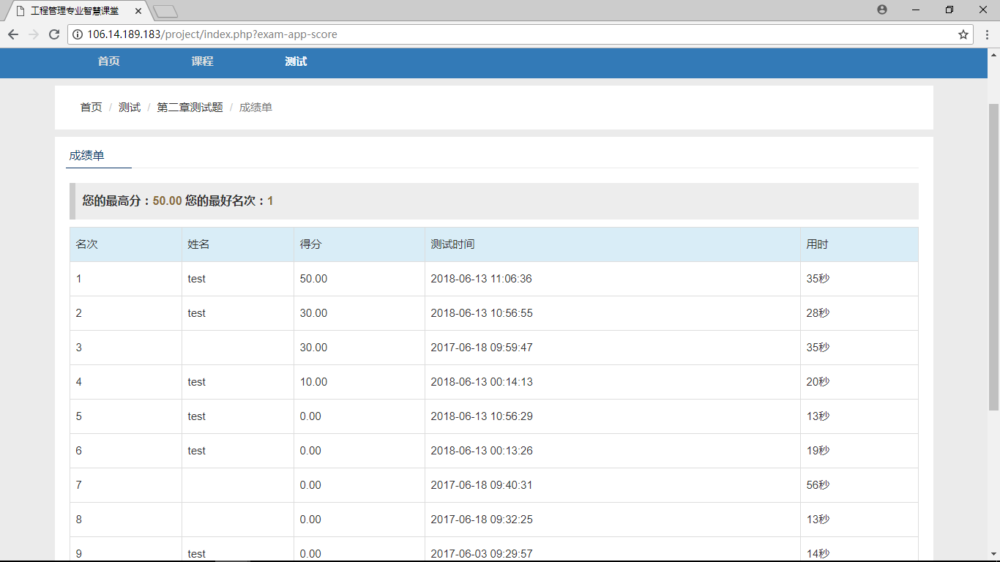 工程管理专业智慧课堂
106.14.189.183/project/index.php?exam-app-score
首页 课程 测试
首页 / 测试 / 第二章测试题 / 成绩单
成绩单
您的最高分：50.00 您的最好名次：1
名次 姓名 得分 测试时间 用时
1 test 50.00 2018-06-13 11:06:36 35秒
2 test 30.00 2018-06-13 10:56:55 28秒
3 30.00 2017-06-18 09:59:47 35秒
4 test 10.00 2018-06-13 00:14:13 20秒
5 test 0.00 2018-06-13 10:56:29 13秒
6 test 0.00 2018-06-13 00:13:26 19秒
7 0.00 2017-06-18 09:40:31 56秒
8 0.00 2017-06-18 09:32:25 13秒
9 test 0.00 2017-06-03 09:29:57 14秒